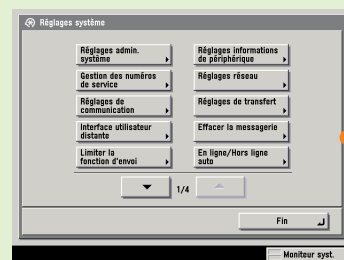 Réglages système
Réglages admin.
système
Réglages informations
de périphérique
Gestion des numéros
de service
Réglages réseau
Réglages de
communication
Réglages de transfert
Interface utilisateur
distante
Effacer la messagerie
Limiter la
fonction d'envoi
En ligne/Hors ligne
auto
1/4
Fin
Moniteur syst.